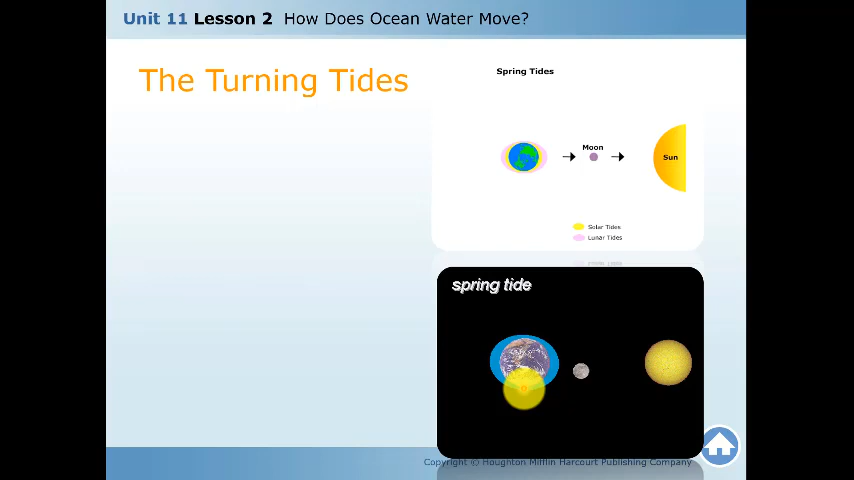 Unit 11 Lesson 2 How Does Ocean Water Move?
The Turning Tides
Spring Tides
Moon
Sun
Solar Tides
Lunar Tides
spring tide
Copyright © Houghton Mifflin Harcourt Publishing Company